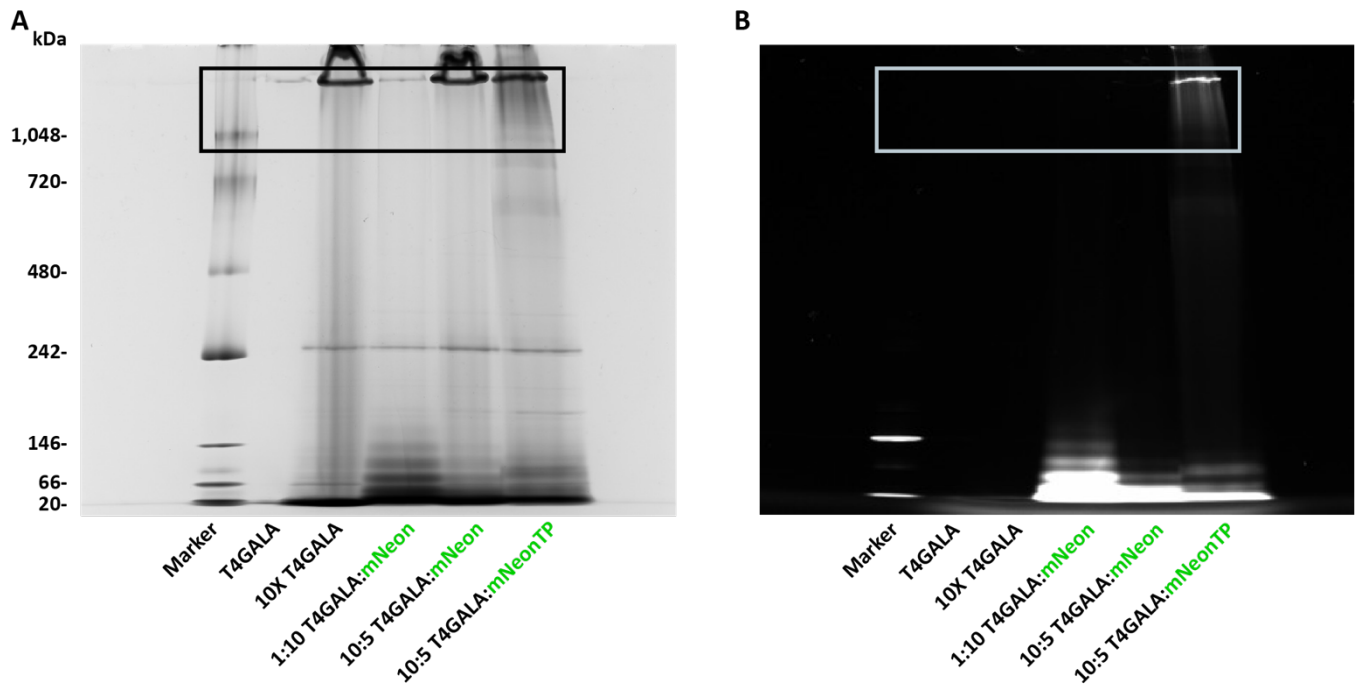 A
kDa
1,048-
720-
480-
242-
146-
66-
20-
Marker
T4GALA
10X T4GALA
1:10 T4GALA:mNeon
10:5 T4GALA:mNeon
10:5 T4GALA:mNeonTP
B
Marker
T4GALA
10X T4GALA
1:10 T4GALA:mNeon
10:5 T4GALA:mNeon
10:5 T4GALA:mNeonTP